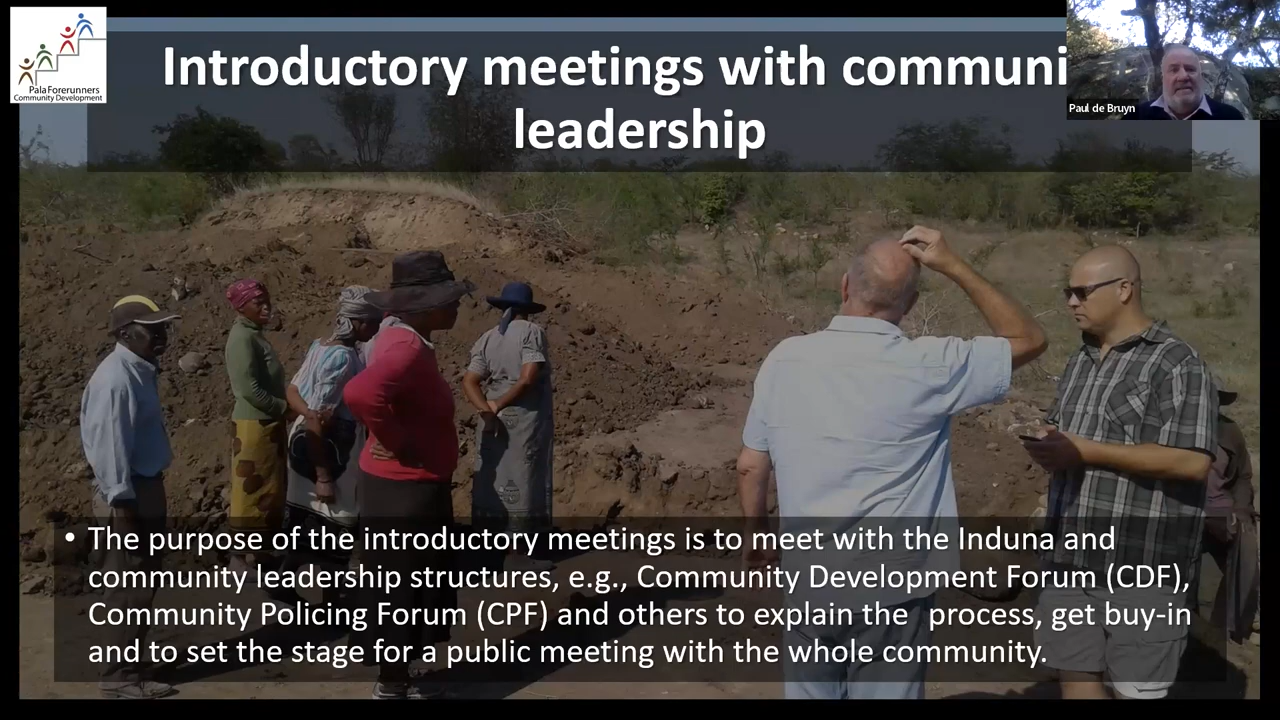 Pala Forerunners
Community Development
Introductory meetings with communi
leadership
Paul de Bruyn
• The purpose of the introductory meetings is to meet with the Induna and
community leadership structures, e.g., Community Development Forum (CDF),
Community Policing Forum (CPF) and others to explain the  process, get buy-in
and to set the stage for a public meeting with the whole community.